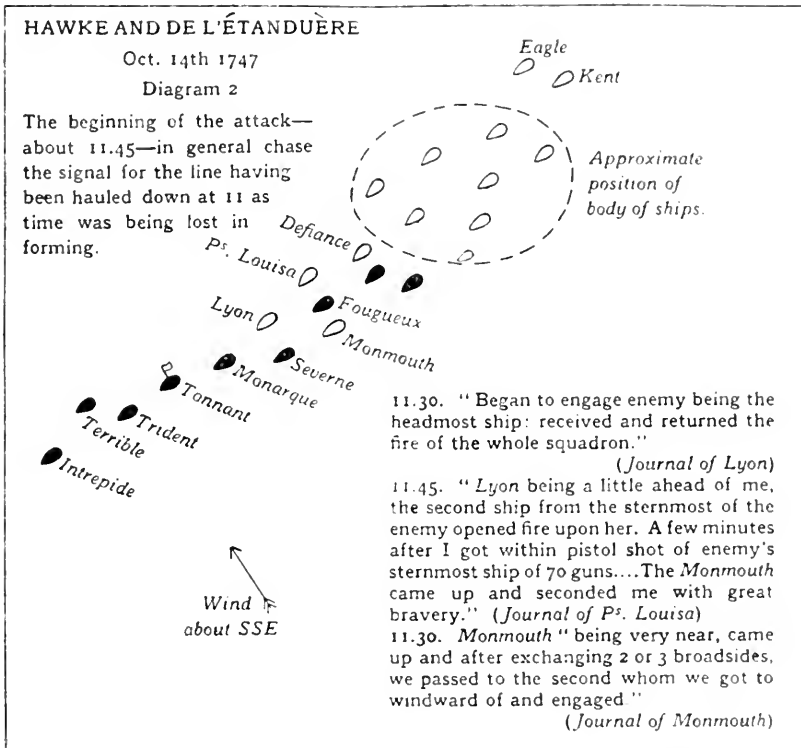 HAWKE AND DE L'ÉTANDUÈRE
Oct. 14th 1747
Diagram 2
The beginning of the attack—
about 11.45—in general chase
the signal for the line having
been hauled down at 11 as
time was being lost in
forming.
Eagle
Kent
Approximate
position of
body of ships.
Defiance
Ps. Louisa
Fougueux
Lyon
Monmouth
Severne
Monarque
Tonnant
Trident
Terrible
Intrepide
Wind
about SSE
11.30. "Began to engage enemy being the
headmost ship: received and returned the
fire of the whole squadron."
(Journal of Lyon)
11.45. "Lyon being a little ahead of me,
the second ship from the sternmost of the
enemy opened fire upon her. A few minutes
after I got within pistol shot of enemy's
sternmost ship of 70 guns....The Monmouth
came up and seconded me with great
bravery." (Journal of Ps. Louisa)
11.30. Monmouth "being very near, came
up and after exchanging 2 or 3 broadsides,
we passed to the second whom we got to
windward of and engaged."
(Journal of Monmouth)